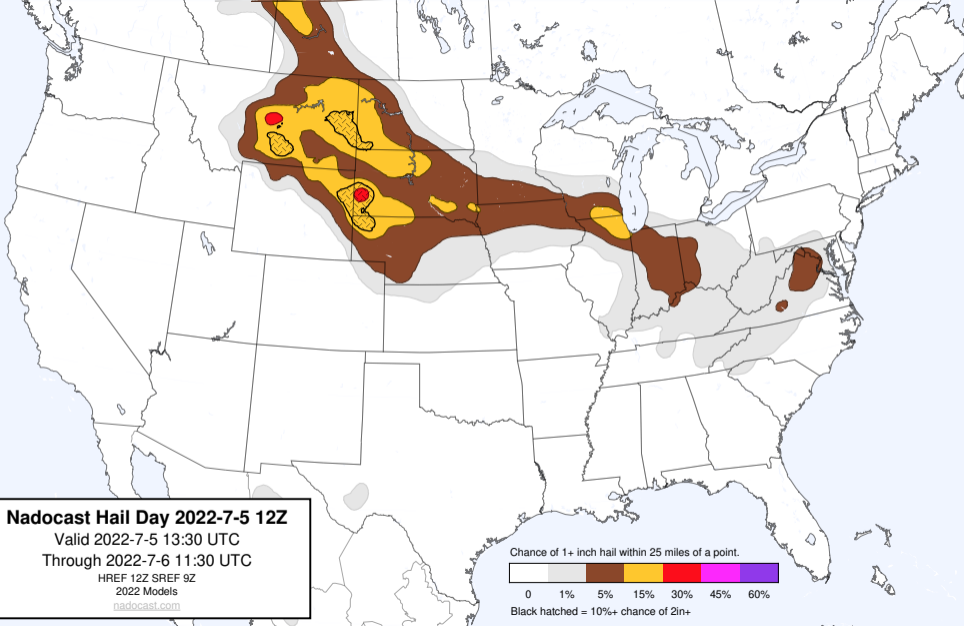 Nadocast Hail Day 2022-7-5 12Z
Valid 2022-7-5 13:30 UTC
Through 2022-7-6 11:30 UTC
HREF 12Z SREF 9Z
2022 Models
nadocast.com
Chance of 1+ inch hail within 25 miles of a point.
0 1% 5% 15% 30% 45% 60%
Black hatched = 10%+ chance of 2in+